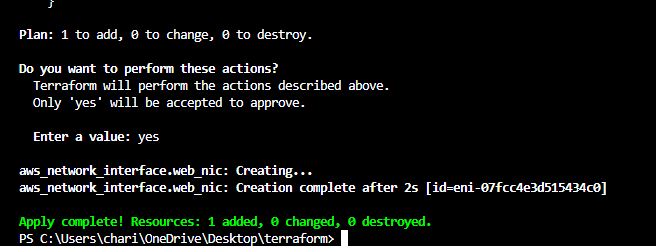 }
Plan: 1 to add, 0 to change, 0 to destroy.
Do you want to perform these actions?
Terraform will perform the actions described above.
Only 'yes' will be accepted to approve.
Enter a value: yes
aws_network_interface.web_nic: Creating...
aws_network_interface.web_nic: Creation complete after 2s [id=eni-07fcc4e3d515434c0]
Apply complete! Resources: 1 added, 0 changed, 0 destroyed.
PS C:\Users\chari\OneDrive\Desktop\terraform>